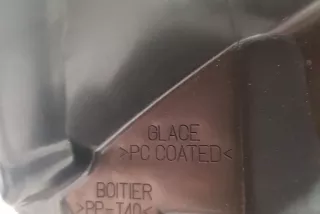 GLACE
>PC COATED<
BOITIER
>PP-T40<